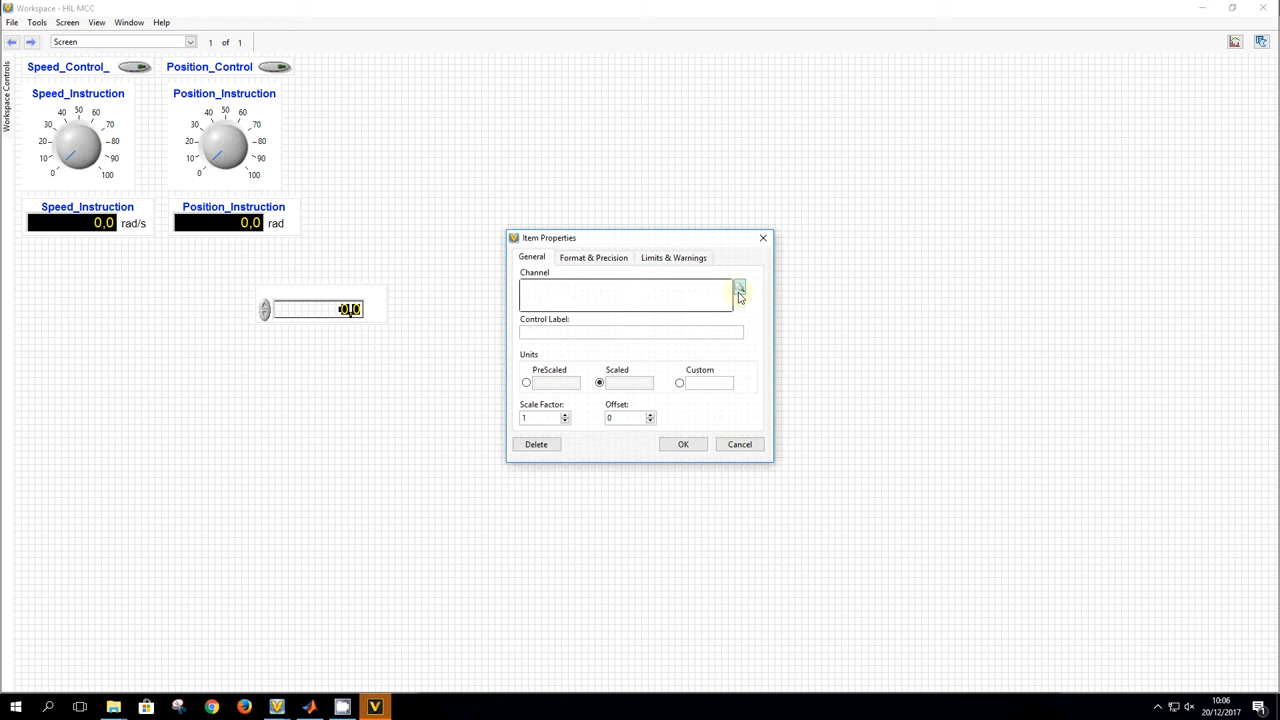 Workspace - HIL MCC
File Tools Screen View Window Help
Screen 1 of 1
Workspace Controls
Speed_Control_ Position_Control
Speed_Instruction Position_Instruction
0 10 20 30 40 50 60 70 80 90 100
0 10 20 30 40 50 60 70 80 90 100
Speed_Instruction Position_Instruction
0,0 rad/s 0,0 rad
0,0
Item Properties
General Format & Precision Limits & Warnings
Channel
Control Label:
Units
PreScaled Scaled Custom
Scale Factor: Offset:
1 0
Delete OK Cancel
10:06
20/12/2017
1